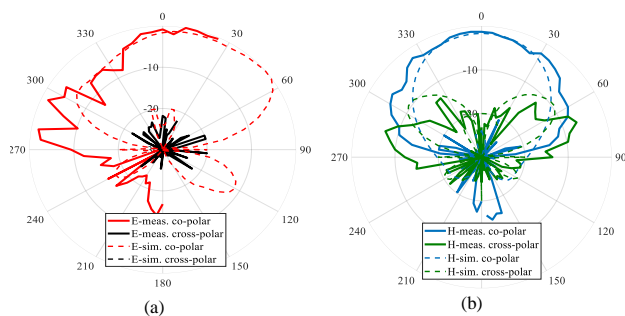 0
30
60
90
120
150
180
210
240
270
300
330
-10
-20
E-meas. co-polar
E-meas. cross-polar
E-sim. co-polar
E-sim. cross-polar
(a)
0
30
60
90
120
150
210
240
270
300
330
-10
-20
H-meas. co-polar
H-meas. cross-polar
H-sim. co-polar
H-sim. cross-polar
(b)